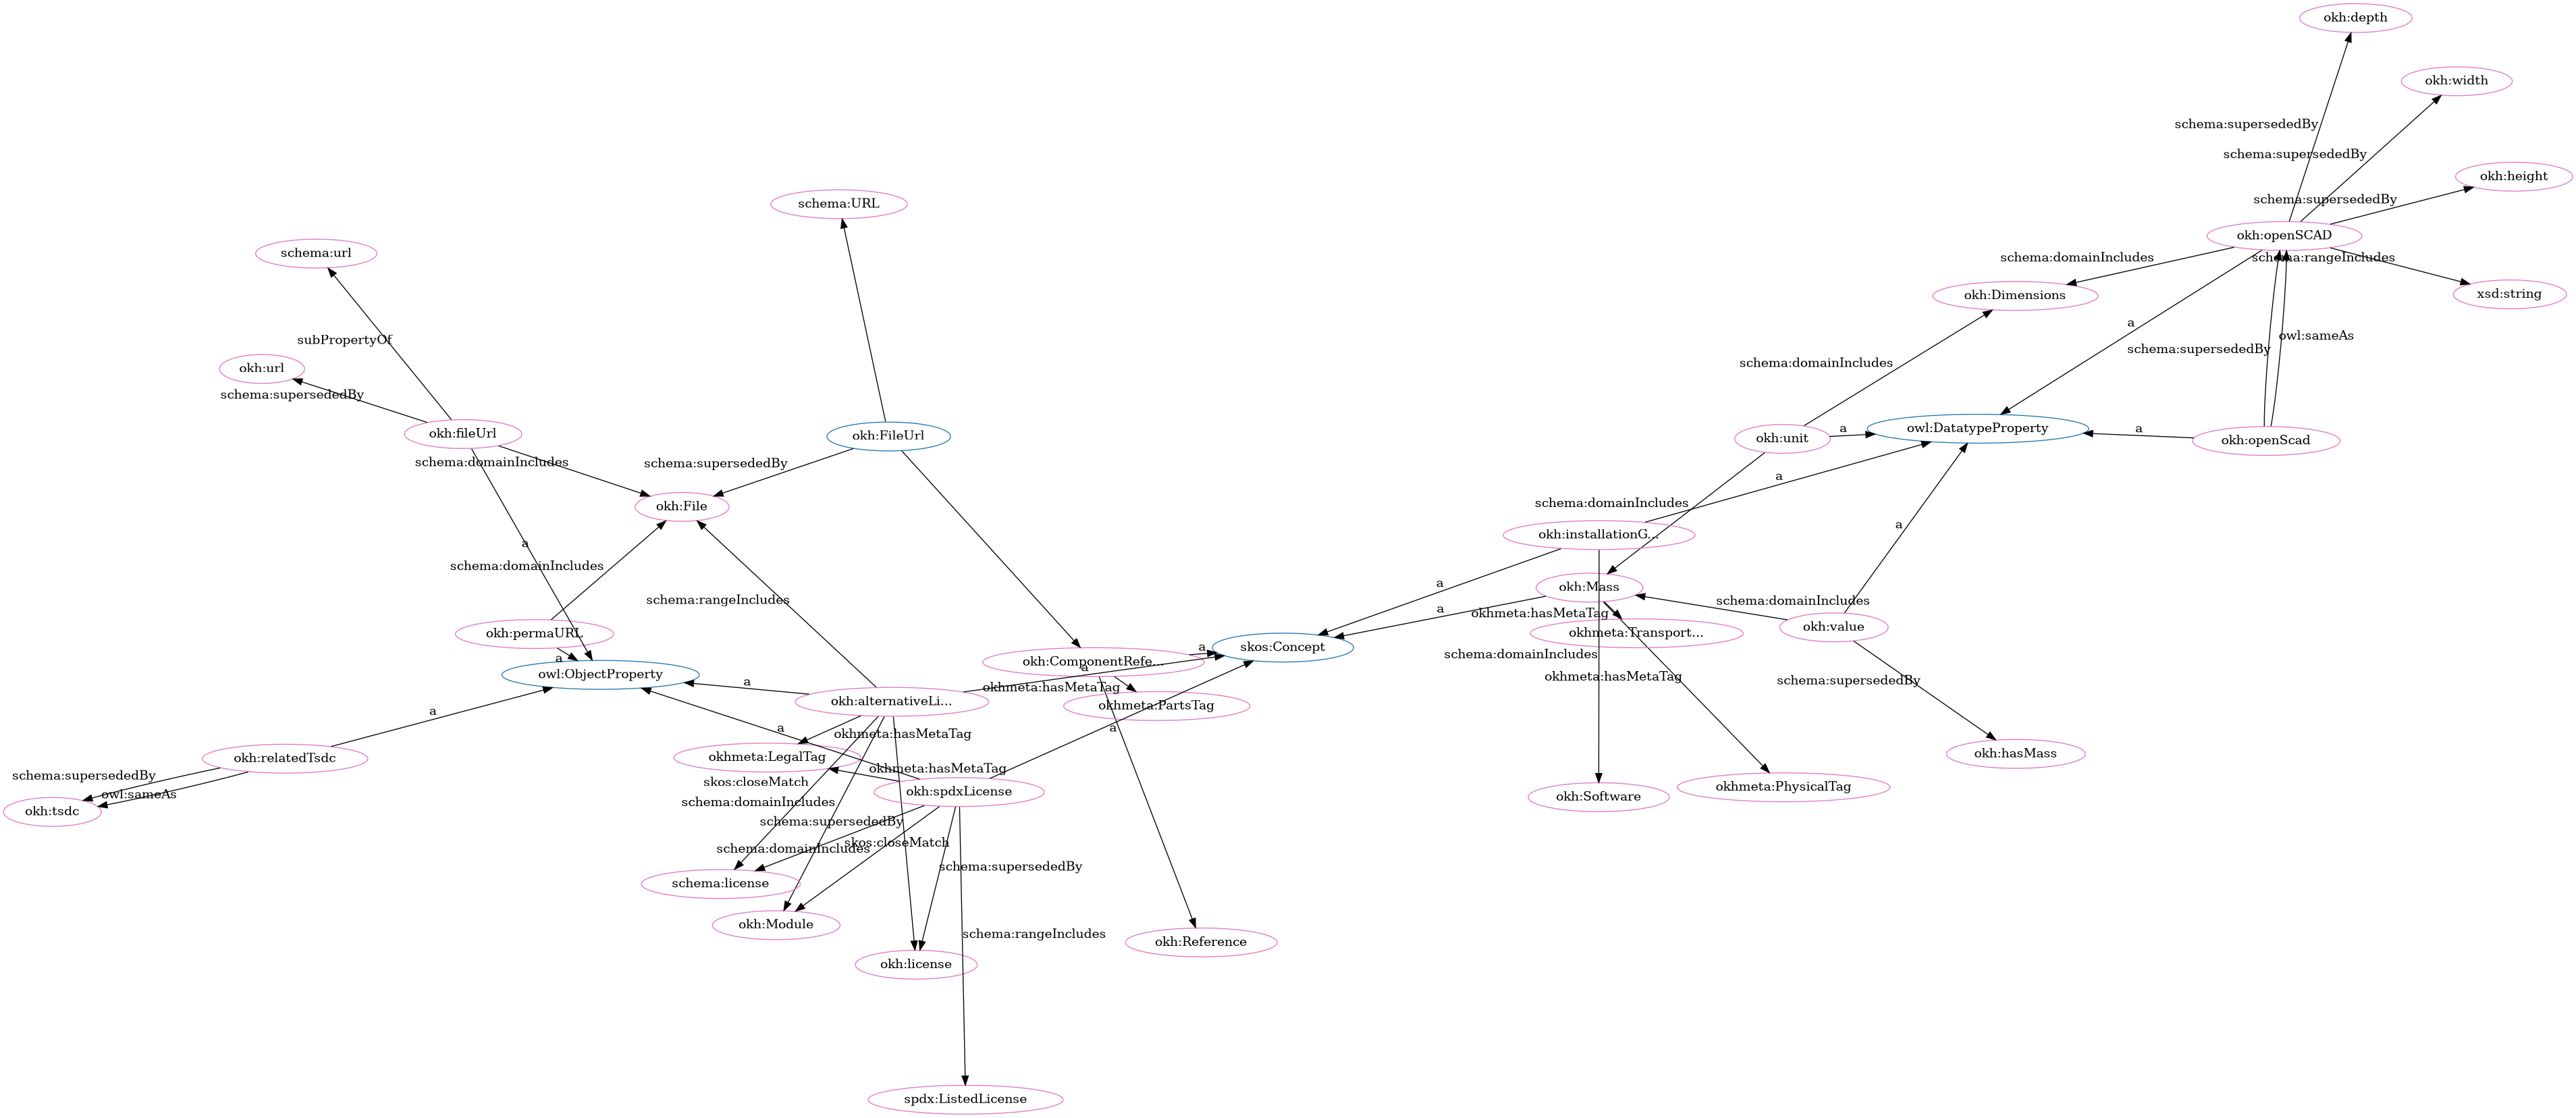 okh:depth
okh:width
schema:supersededBy
schema:supersededBy
okh:height
schema:URL
schema:supersededBy
okh:openSCAD
schema:url
schema:domainIncludes
schema:rangeIncludes
okh:Dimensions
xsd:string
a
subPropertyOf
owl:sameAs
schema:supersededBy
schema:domainIncludes
okh:url
schema:supersededBy
okh:fileUrl
okh:FileUrl
okh:unit
a
owl:DatatypeProperty
a
okh:openScad
schema:domainIncludes
schema:supersededBy
a
schema:domainIncludes
okh:File
a
okh:installationG...
a
schema:domainIncludes
a
okh:Mass
schema:rangeIncludes
a
schema:domainIncludes
okhmeta:hasMetaTag
okh:value
okh:permaURL
okhmeta:Transport...
a
okh:ComponentRefe...
a
skos:Concept
schema:domainIncludes
a
owl:ObjectProperty
okhmeta:hasMetaTag
okhmeta:hasMetaTag
schema:supersededBy
a
okh:alternativeLi...
okhmeta:PartsTag
a
a
a
okhmeta:hasMetaTag
okh:relatedTsdc
okhmeta:LegalTag
okh:hasMass
schema:supersededBy
okhmeta:hasMetaTag
skos:closeMatch
okh:spdxLicense
okhmeta:PhysicalTag
owl:sameAs
okh:Software
schema:domainIncludes
okh:tsdc
schema:supersededBy
schema:domainIncludes
skos:closeMatch
schema:supersededBy
schema:license
okh:Module
schema:rangeIncludes
okh:Reference
okh:license
spdx:ListedLicense